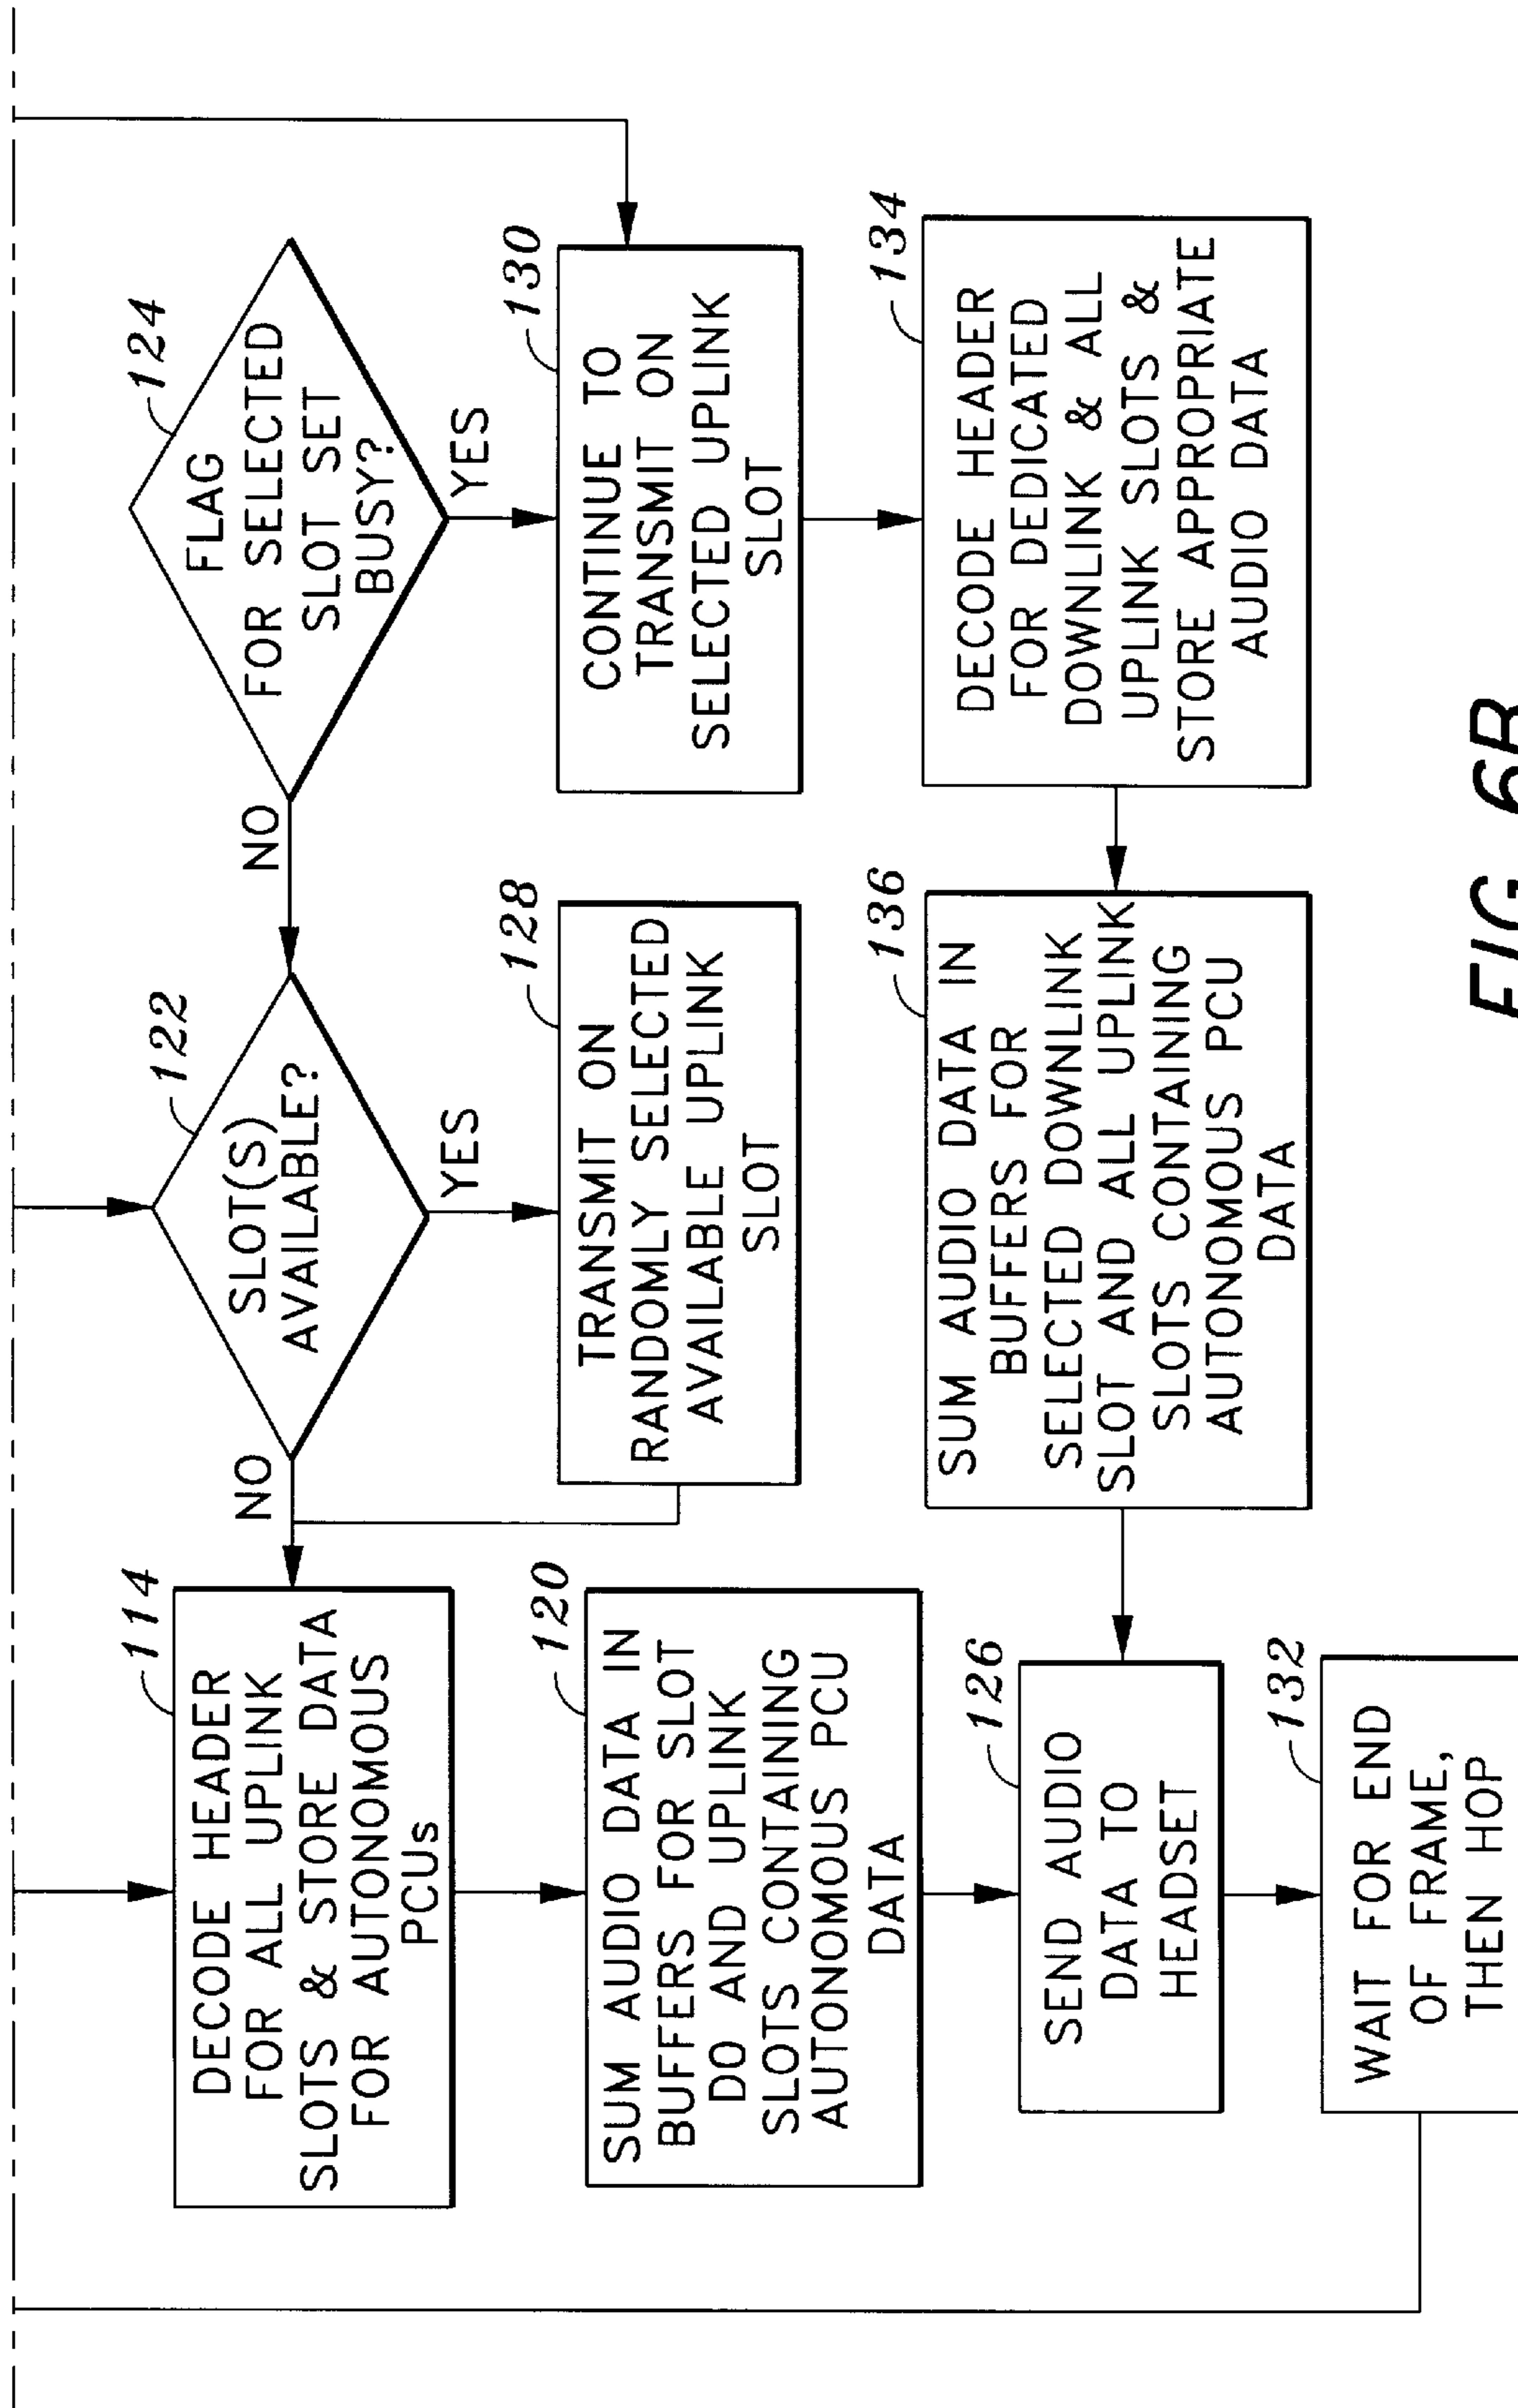 124
FLAG
FOR SELECTED
SLOT SET
BUSY?
NO
YES
122
SLOT(S)
AVAILABLE?
NO
YES
114
DECODE HEADER
FOR ALL UPLINK
SLOTS & STORE DATA
FOR AUTONOMOUS
PCUs
130
CONTINUE TO
TRANSMIT ON
SELECTED UPLINK
SLOT
128
TRANSMIT ON
RANDOMLY SELECTED
AVAILABLE UPLINK
SLOT
120
SUM AUDIO DATA IN
BUFFERS FOR SLOT
DO AND UPLINK
SLOTS CONTAINING
AUTONOMOUS PCU
DATA
134
DECODE HEADER
FOR DEDICATED
DOWNLINK & ALL
UPLINK SLOTS &
STORE APPROPRIATE
AUDIO DATA
136
SUM AUDIO DATA IN
BUFFERS FOR
SELECTED DOWNLINK
SLOT AND ALL UPLINK
SLOTS CONTAINING
AUTONOMOUS PCU
DATA
126
SEND AUDIO
DATA TO
HEADSET
132
WAIT FOR END
OF FRAME,
THEN HOP
FIG. 6B